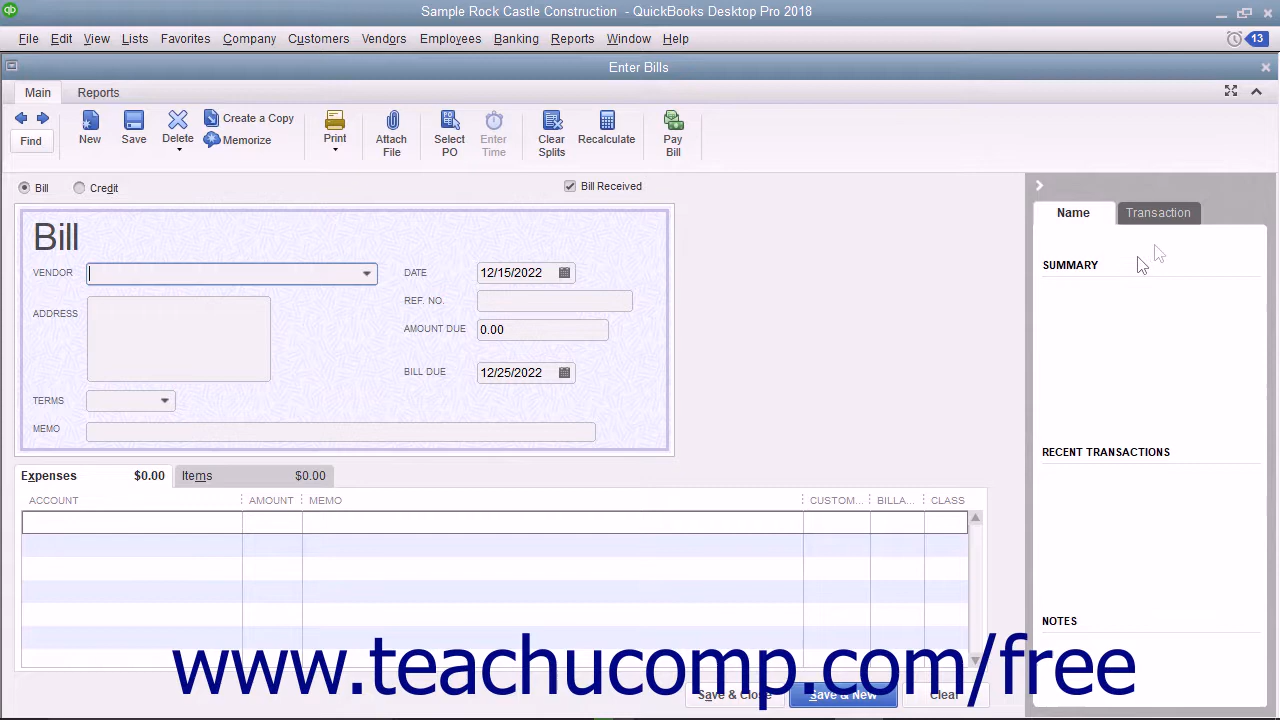 Sample Rock Castle Construction - QuickBooks Desktop Pro 2018
File Edit View Lists Favorites Company Customers Vendors Employees Banking Reports Window Help 13
Enter Bills
Main Reports
Find New Save Delete Create a Copy Memorize Print Attach File Select PO Enter Time Clear Splits Recalculate Pay Bill
Bill Credit Bill Received
Name Transaction
Bill
VENDOR DATE 12/15/2022
SUMMARY
REF. NO.
ADDRESS
AMOUNT DUE 0.00
BILL DUE 12/25/2022
TERMS
MEMO
RECENT TRANSACTIONS
Expenses $0.00 Items $0.00
ACCOUNT AMOUNT MEMO CUSTOM... BILLA... CLASS
NOTES
www.teachucomp.com/free
Save & Close Save & New Clear